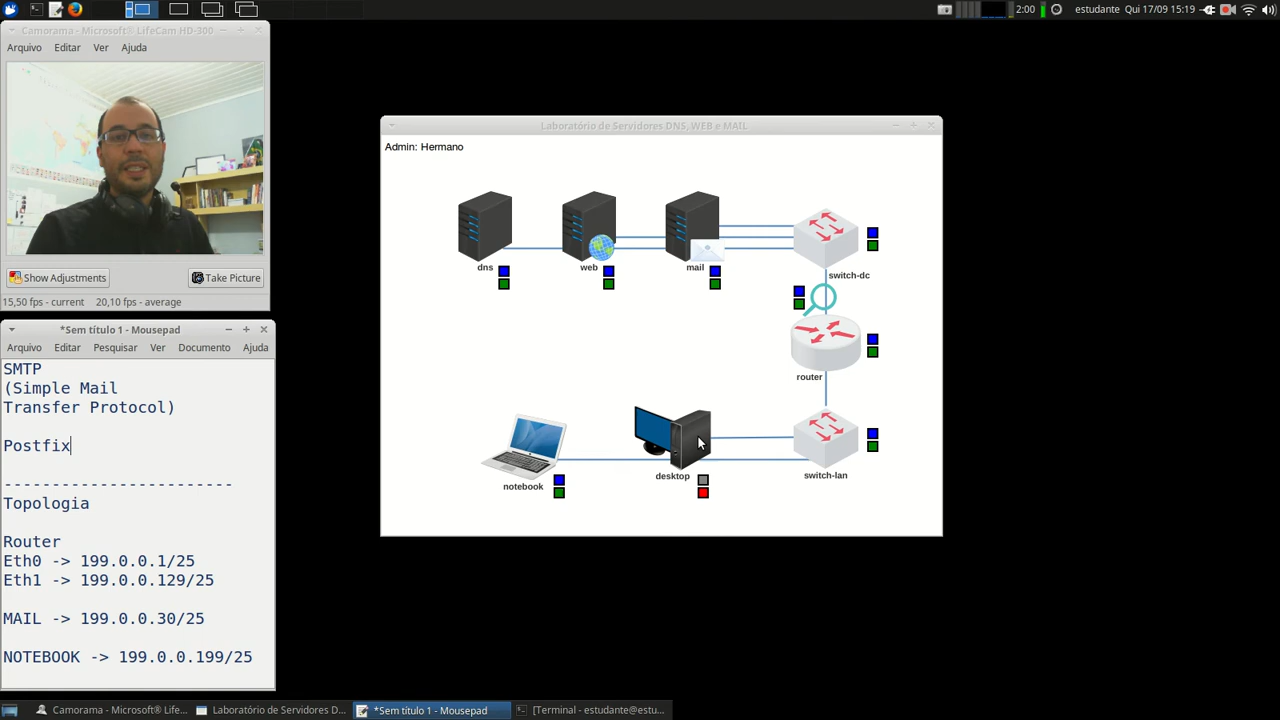 2:00
estudante
Qui 17/09 15:19
Camorama - Microsoft® LifeCam HD-300
Arquivo Editar Ver Ajuda
Show Adjustments
Take Picture
15,50 fps - current 20,10 fps - average
*Sem título 1 - Mousepad
Arquivo Editar Pesquisar Ver Documento Ajuda
SMTP
(Simple Mail
Transfer Protocol)
Postfix
------------------------
Topologia
Router
Eth0 -> 199.0.0.1/25
Eth1 -> 199.0.0.129/25
MAIL -> 199.0.0.30/25
NOTEBOOK -> 199.0.0.199/25
Laboratório de Servidores DNS, WEB e MAIL
Admin: Hermano
dns
web
mail
switch-dc
router
notebook
desktop
switch-lan
Camorama - Microsoft® Life...
Laboratório de Servidores D...
*Sem título 1 - Mousepad
[Terminal - estudante@estu...